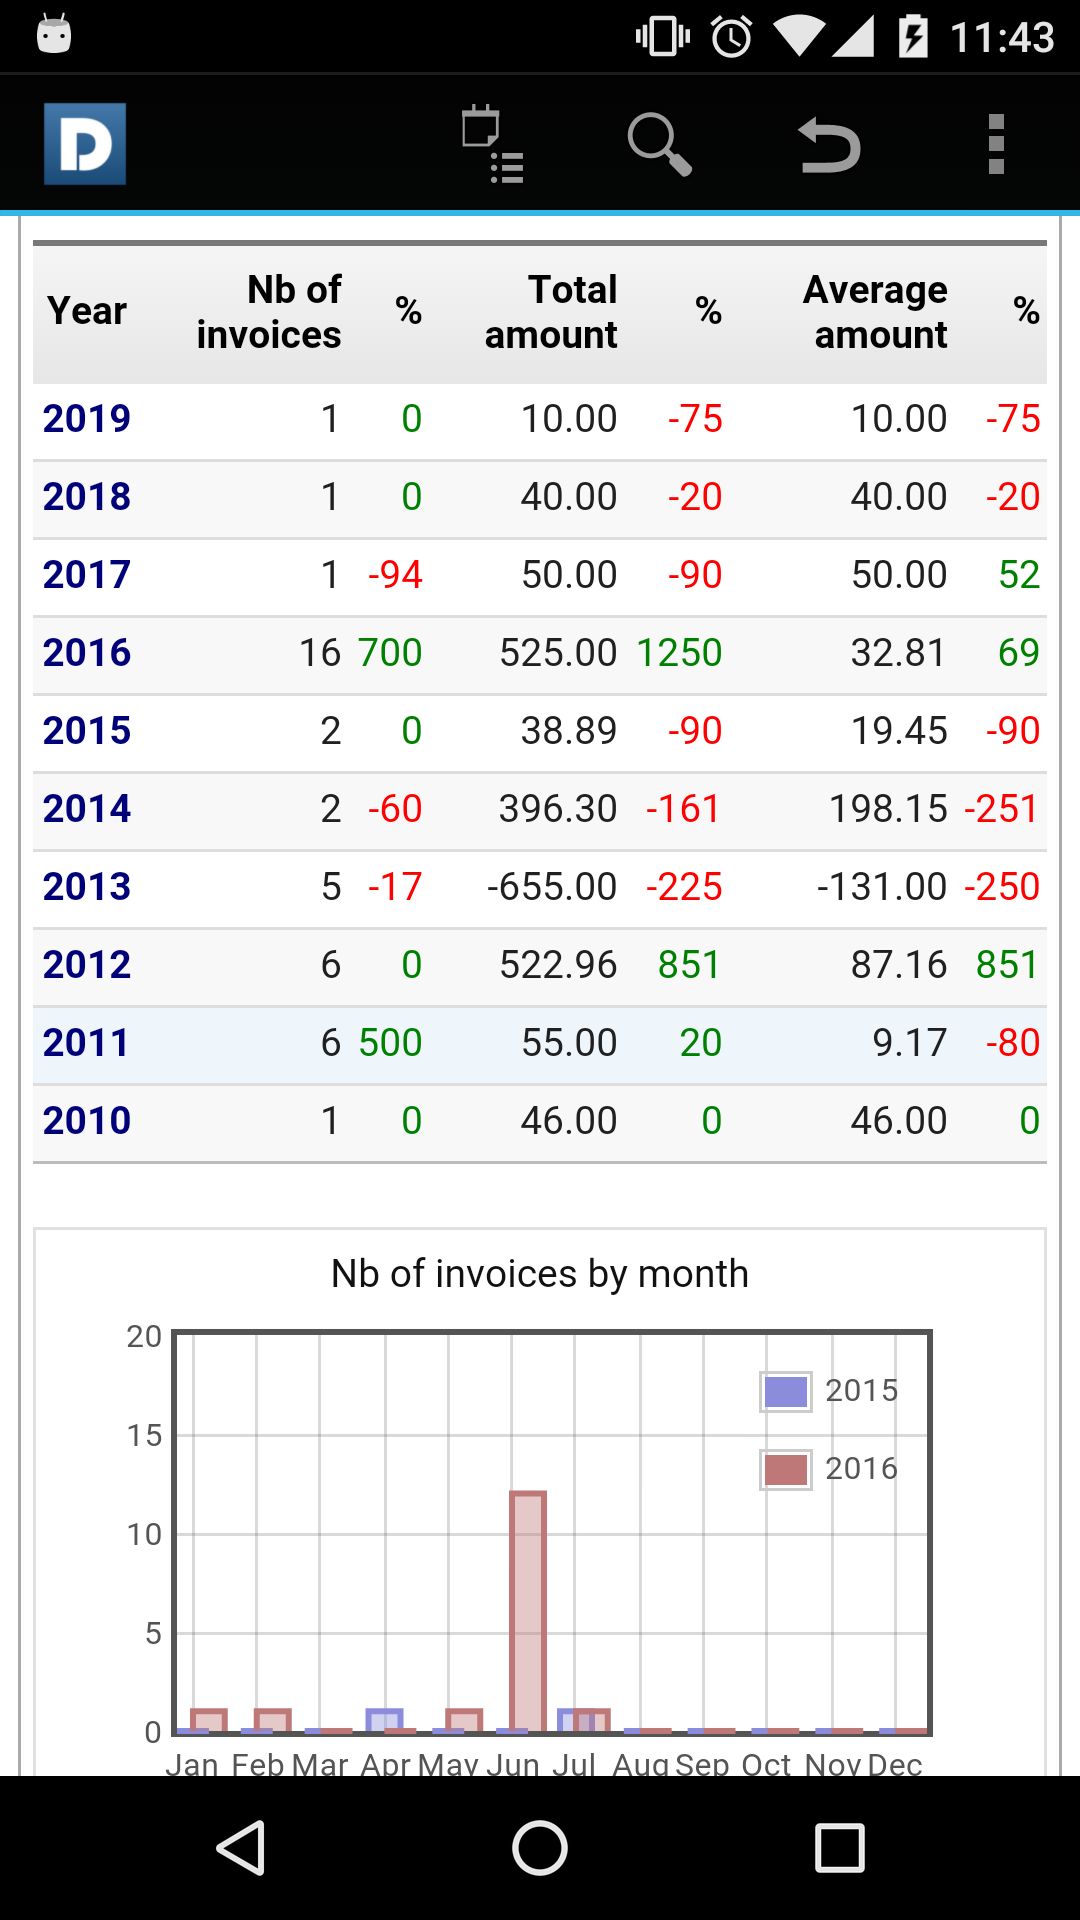 11:43
D
Year Nb of invoices % Total amount % Average amount %
2019 1 0 10.00 -75 10.00 -75
2018 1 0 40.00 -20 40.00 -20
2017 1 -94 50.00 -90 50.00 52
2016 16 700 525.00 1250 32.81 69
2015 2 0 38.89 -90 19.45 -90
2014 2 -60 396.30 -161 198.15 -251
2013 5 -17 -655.00 -225 -131.00 -250
2012 6 0 522.96 851 87.16 851
2011 6 500 55.00 20 9.17 -80
2010 1 0 46.00 0 46.00 0
Nb of invoices by month
20
2015
15
2016
10
5
0
Jan Feb Mar Apr May Jun Jul Aug Sep Oct Nov Dec